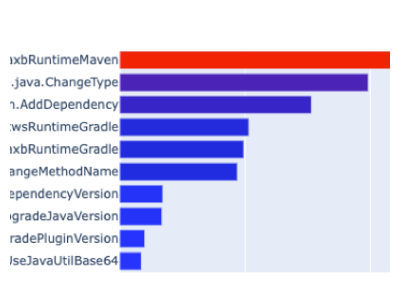 axbRuntimeMaven
.java.ChangeType
n.AddDependency
wsRuntimeGradle
axbRuntimeGradle
angeMethodName
ependencyVersion
gradeJavaVersion
radePluginVersion
UseJavaUtilBase64